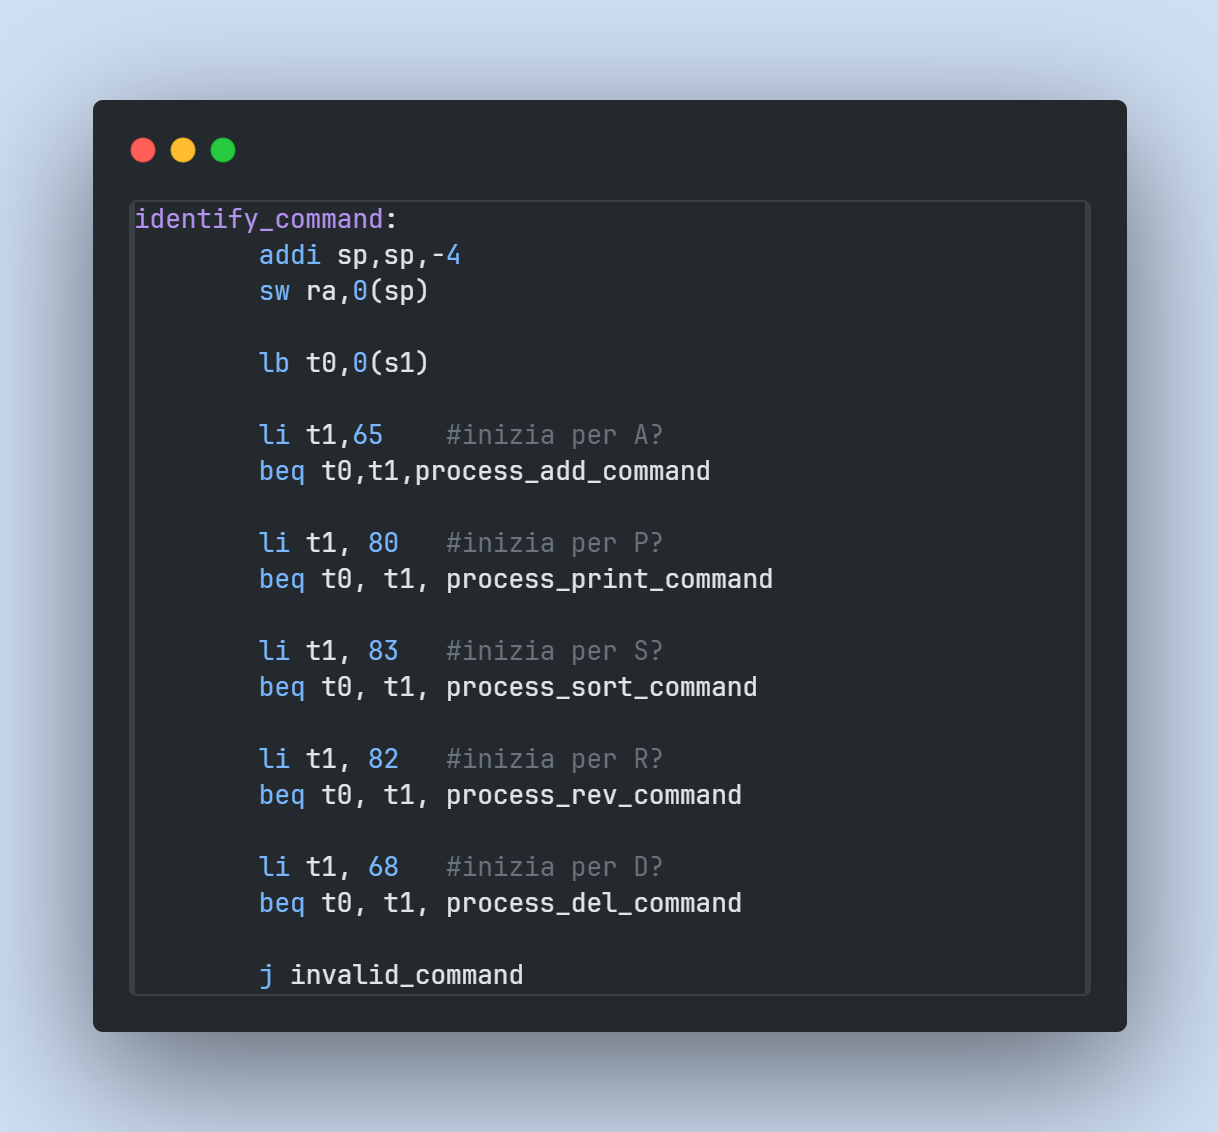 identify_command:
addi sp,sp,-4
sw ra,0(sp)
lb t0,0(s1)
li t1,65    #inizia per A?
beq t0,t1,process_add_command
li t1, 80   #inizia per P?
beq t0, t1, process_print_command
li t1, 83   #inizia per S?
beq t0, t1, process_sort_command
li t1, 82   #inizia per R?
beq t0, t1, process_rev_command
li t1, 68   #inizia per D?
beq t0, t1, process_del_command
j invalid_command